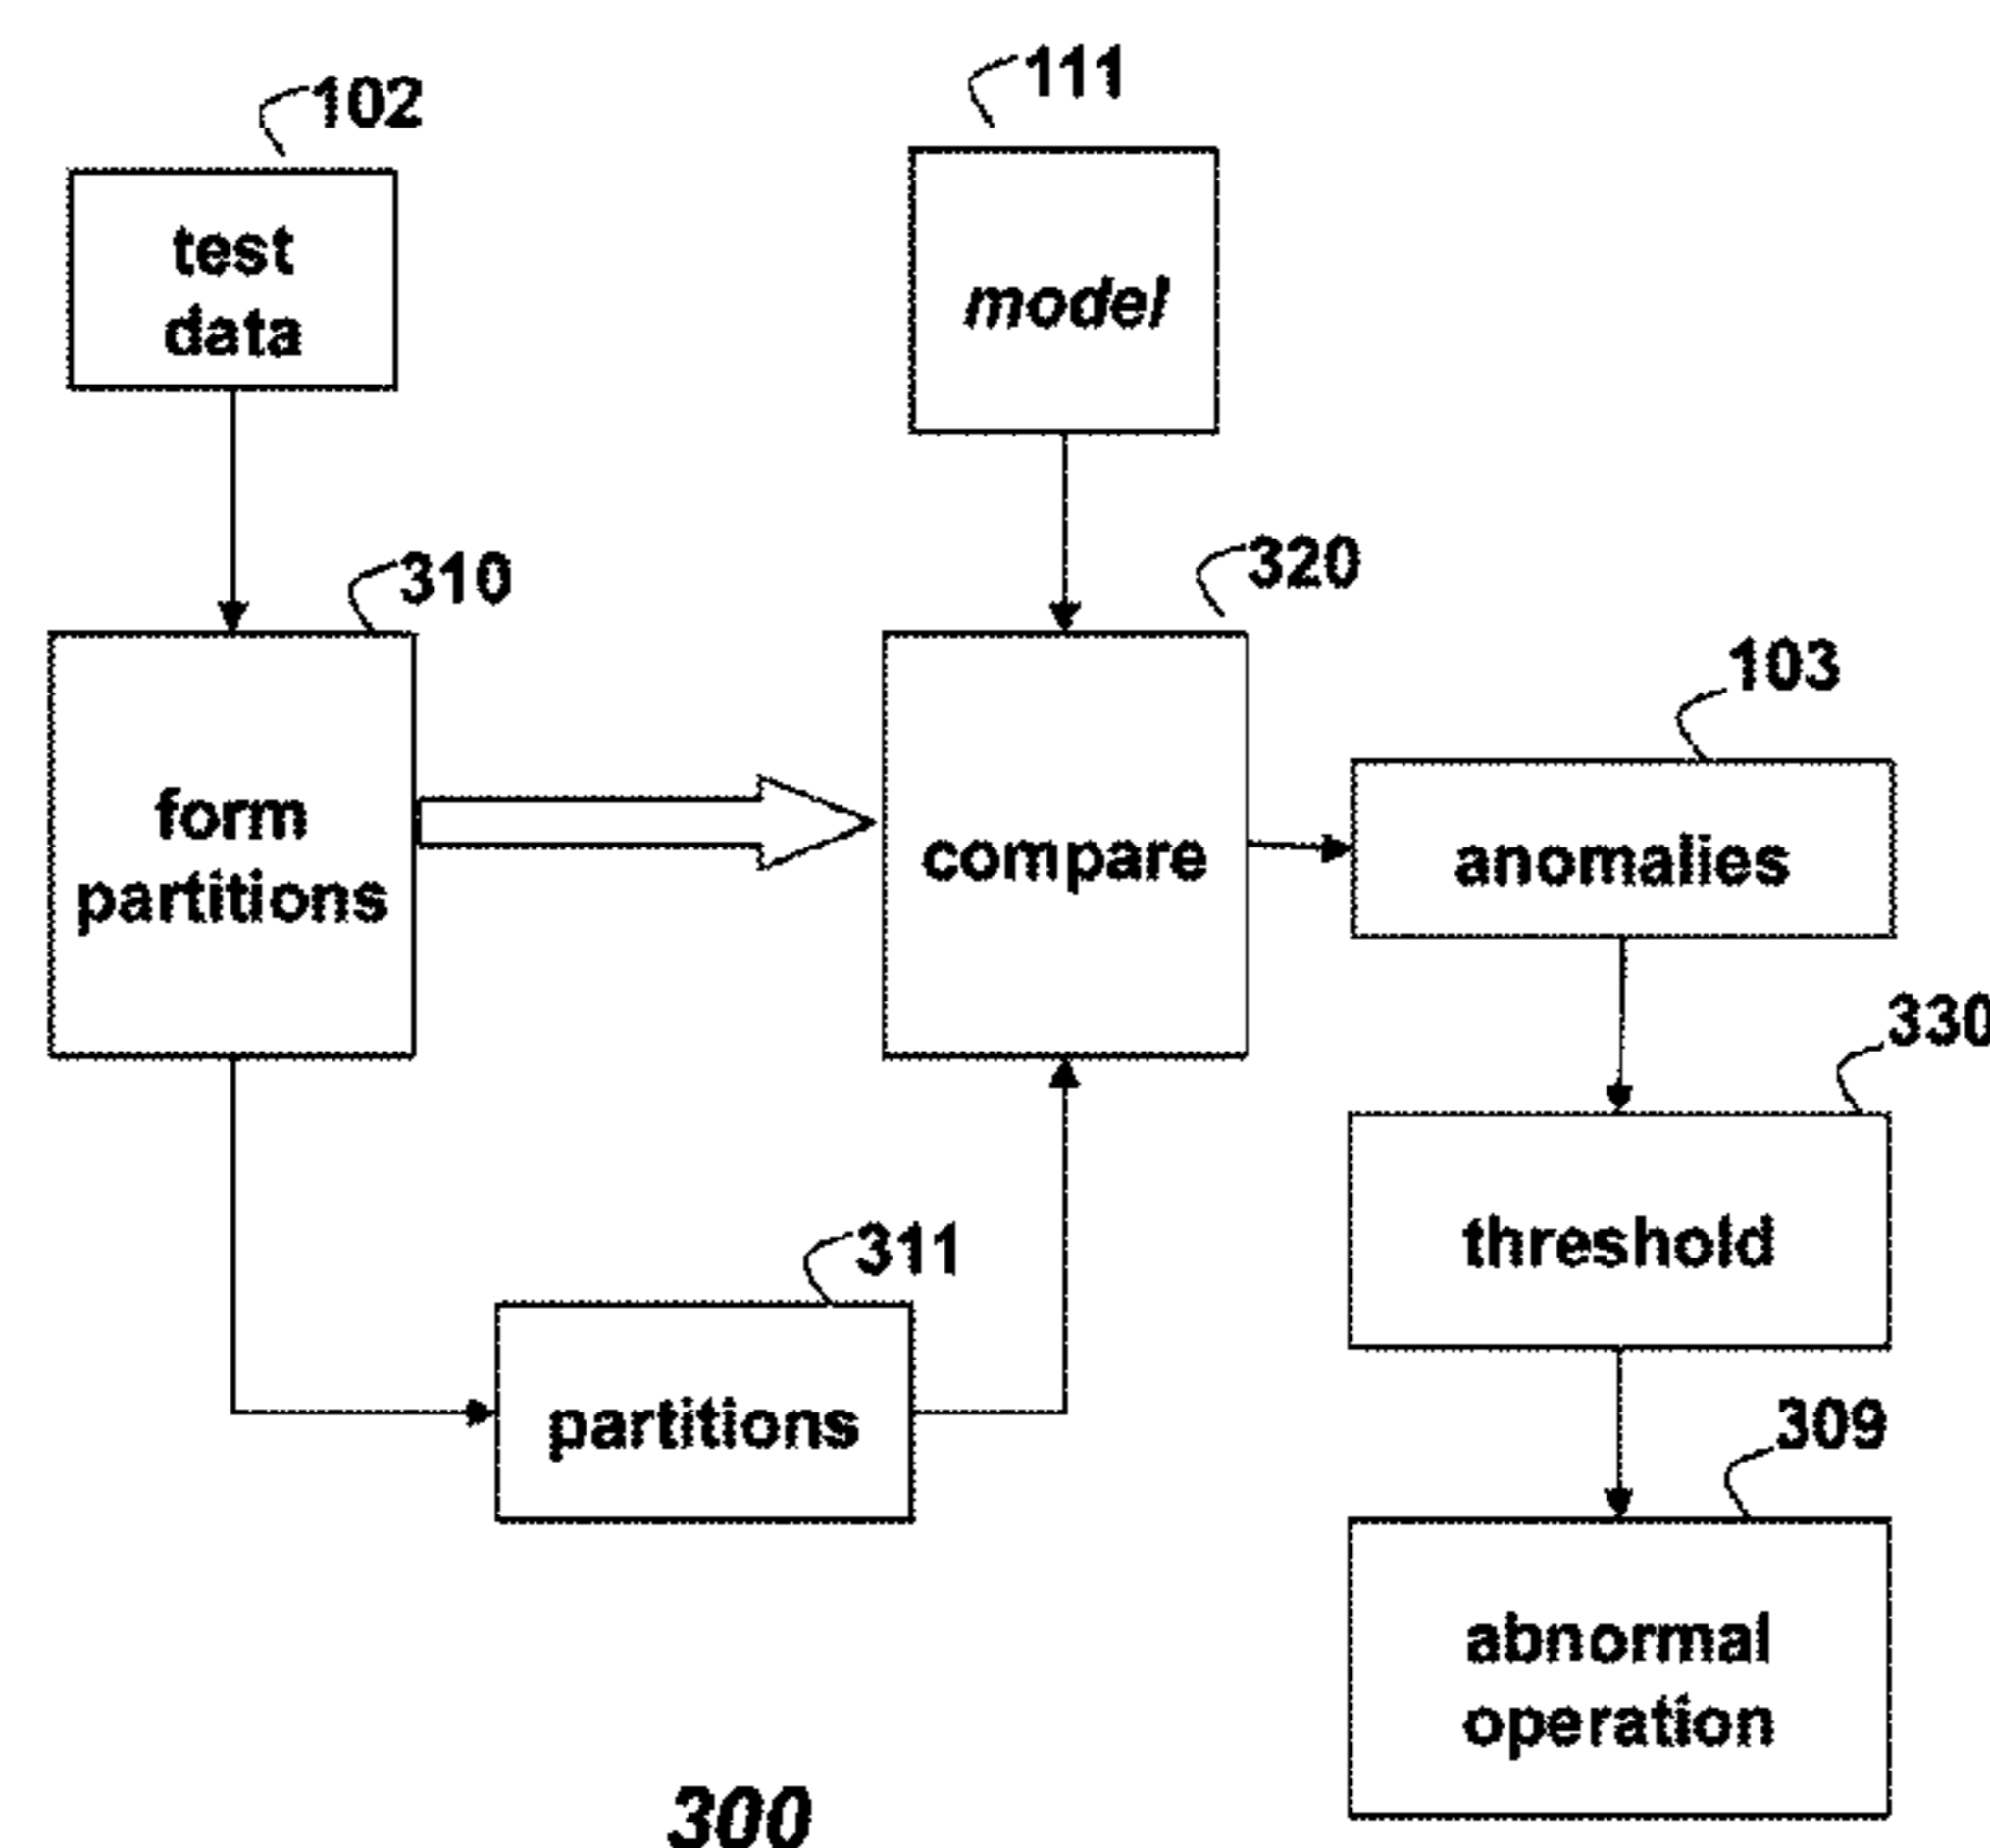 102
test
data
111
model
310
form
partitions
320
compare
103
anomalies
330
threshold
311
partitions
309
abnormal
operation
300